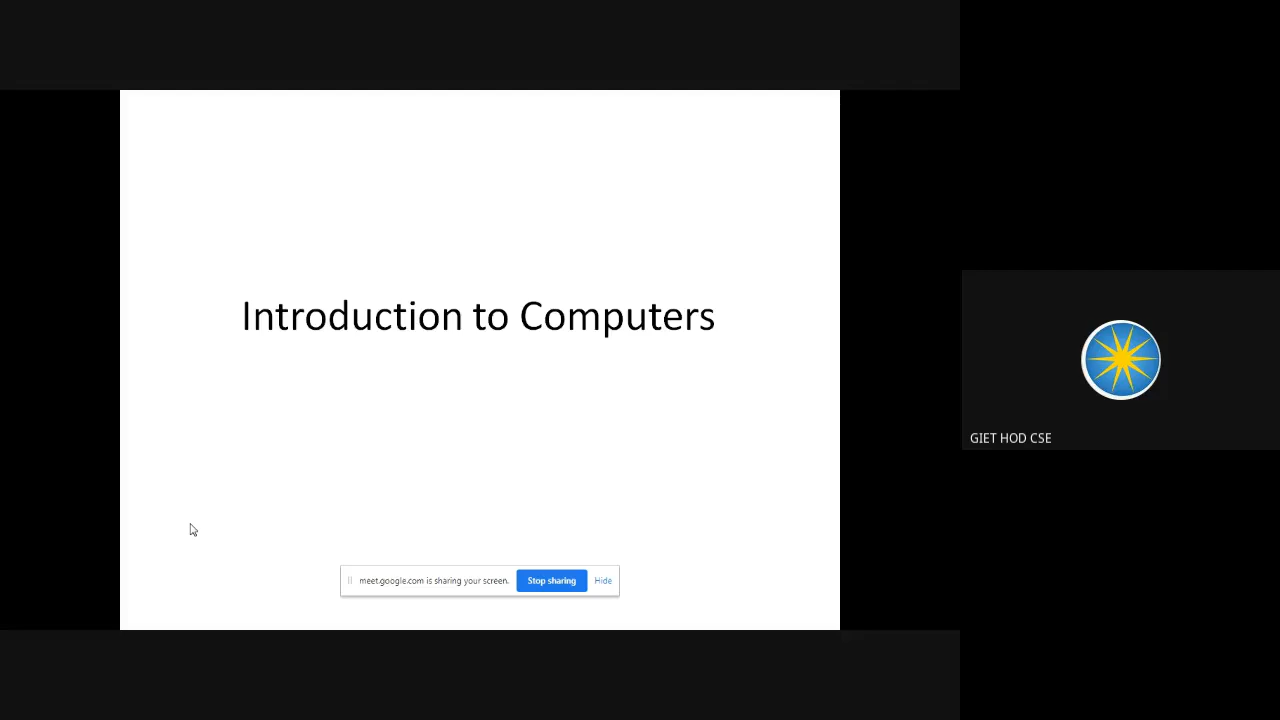 Introduction to Computers
GIET HOD CSE
meet.google.com is sharing your screen. Stop sharing Hide